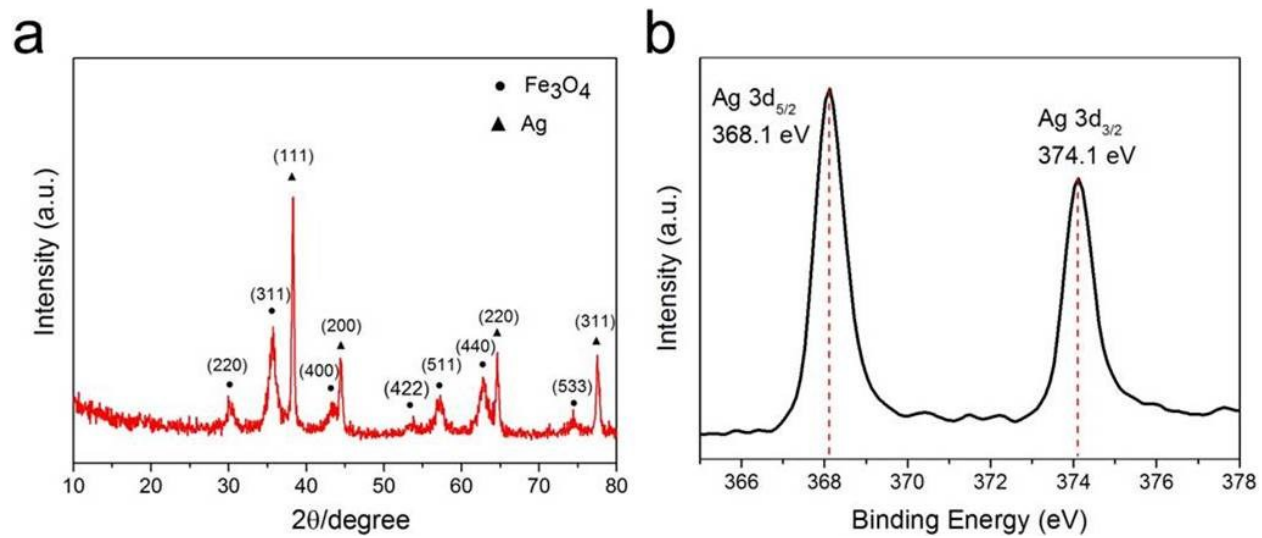 a
Fe₃O₄
Ag
(111)
(311)
(200)
(220)
(400)
(422)
(511)
(440)
(220)
(533)
(311)
Intensity (a.u.)
10 20 30 40 50 60 70 80
2θ/degree
b
Ag 3d₅/₂
368.1 eV
Ag 3d₃/₂
374.1 eV
Intensity (a.u.)
366 368 370 372 374 376 378
Binding Energy (eV)